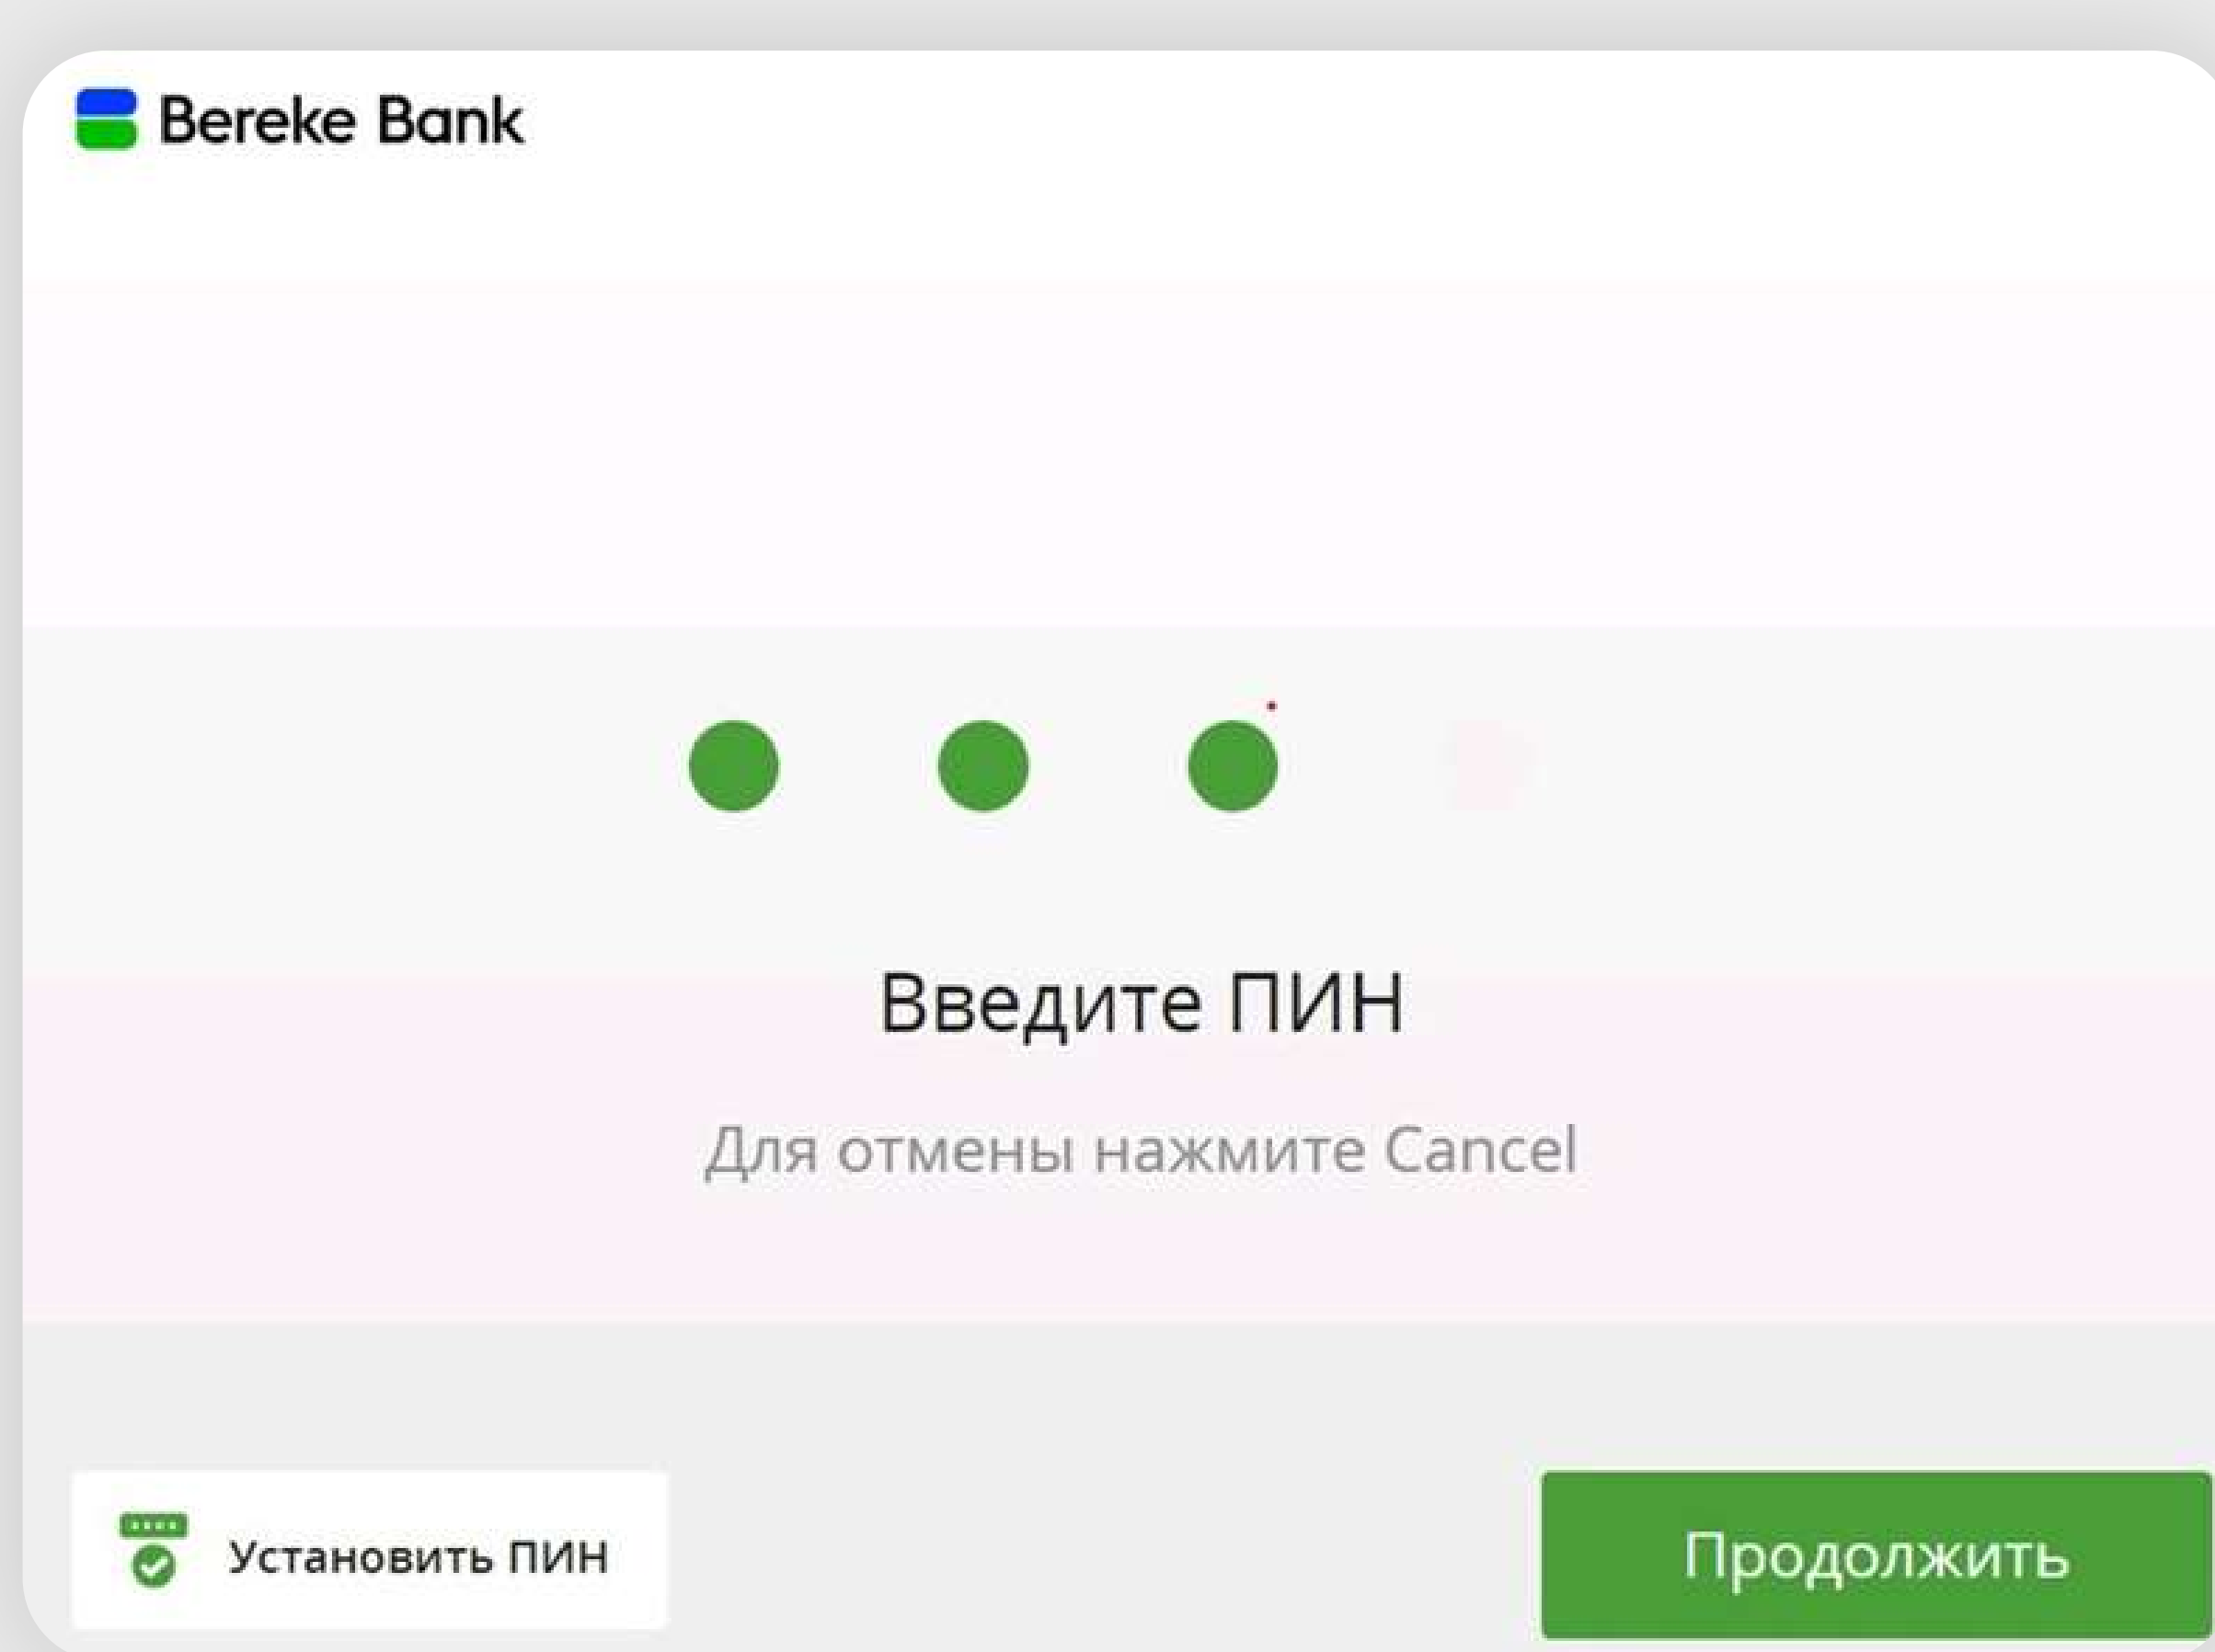 Bereke Bank
Введите ПИН
Для отмены нажмите Cancel
Установить ПИН
Продолжить